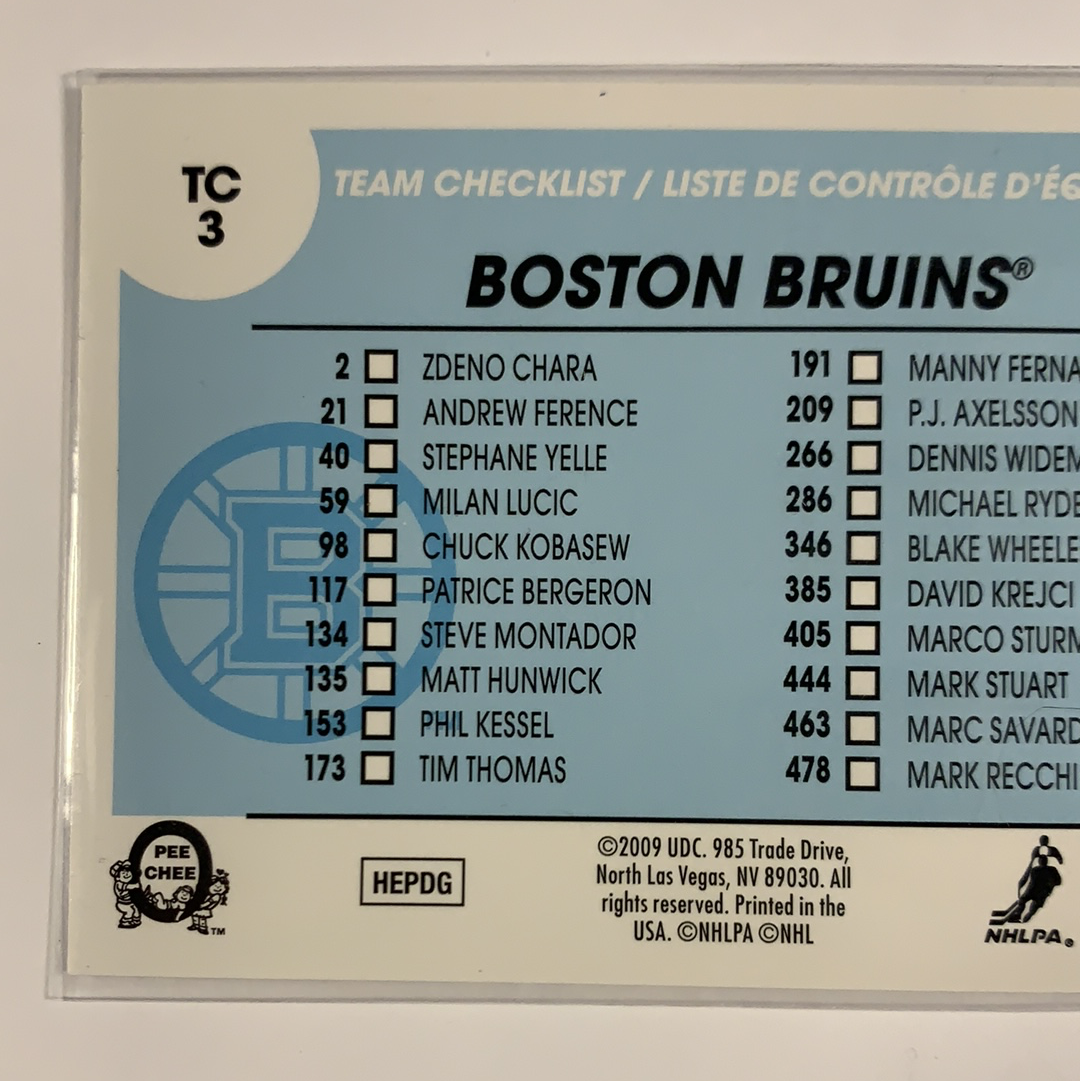 TC
3
TEAM CHECKLIST / LISTE DE CONTRÔLE D'ÉQ
BOSTON BRUINS®
2 ZDENO CHARA
21 ANDREW FERENCE
40 STEPHANE YELLE
59 MILAN LUCIC
98 CHUCK KOBASEW
117 PATRICE BERGERON
134 STEVE MONTADOR
135 MATT HUNWICK
153 PHIL KESSEL
173 TIM THOMAS
191 MANNY FERNA
209 P.J. AXELSSON
266 DENNIS WIDEM
286 MICHAEL RYDE
346 BLAKE WHEELE
385 DAVID KREJCI
405 MARCO STURM
444 MARK STUART
463 MARC SAVARD
478 MARK RECCHI
B
O
PEE
CHEE
TM
HEPDG
©2009 UDC. 985 Trade Drive,
North Las Vegas, NV 89030. All
rights reserved. Printed in the
USA. ©NHLPA ©NHL
NHLPA®